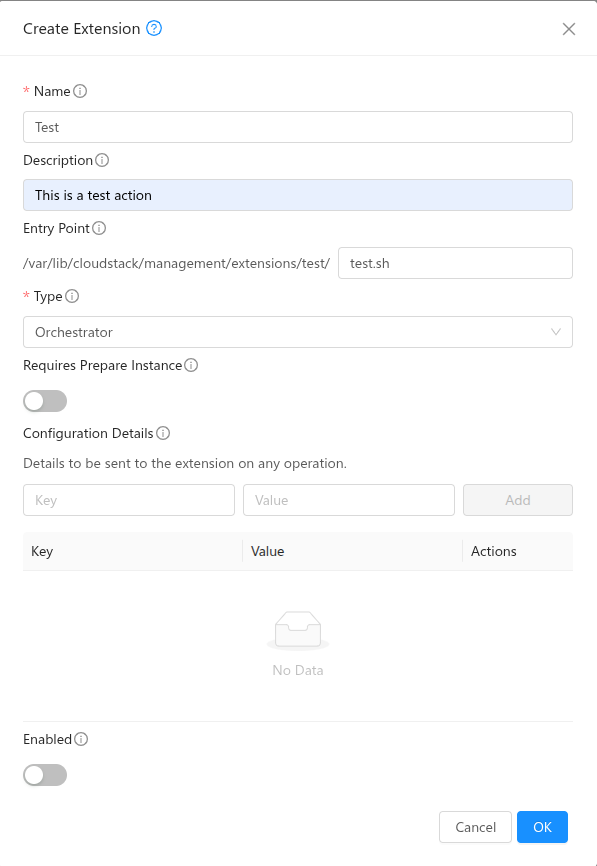 Create Extension
* Name
Test
Description
This is a test action
Entry Point
/var/lib/cloudstack/management/extensions/test/ test.sh
* Type
Orchestrator
Requires Prepare Instance
Configuration Details
Details to be sent to the extension on any operation.
Key Value Add
Key Value Actions
No Data
Enabled
Cancel OK